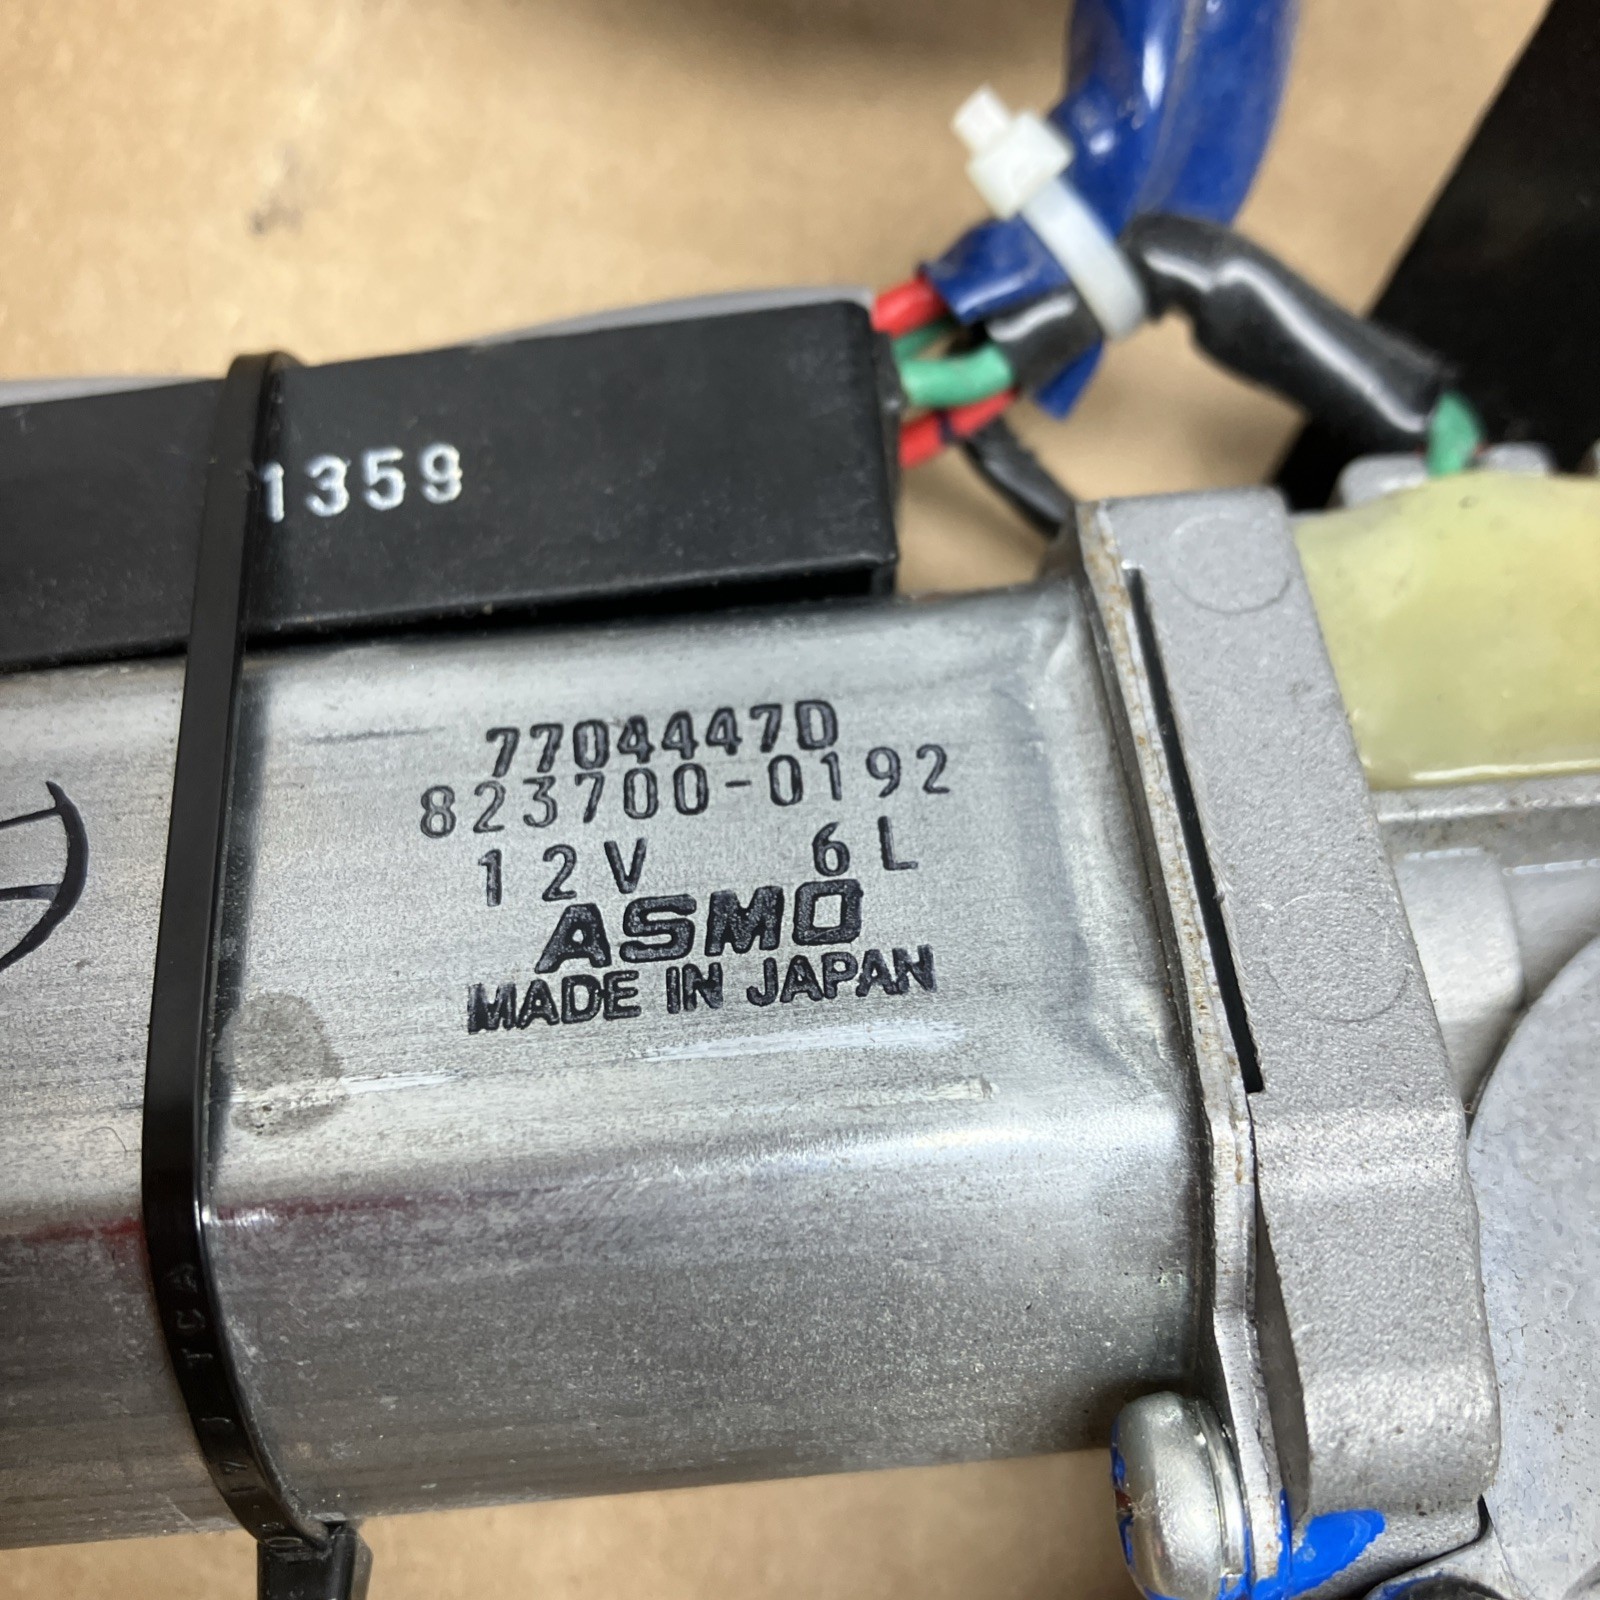 1359
7704447D
823700-0192
12V 6L
ASMO
MADE IN JAPAN